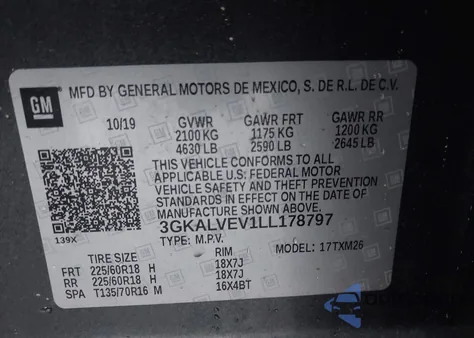 GM
MFD BY GENERAL MOTORS DE MEXICO, S. DE R.L. DE C.V.
10/19 GVWR GAWR FRT GAWR RR
2100 KG 1175 KG 1200 KG
4630 LB 2590 LB 2645 LB
THIS VEHICLE CONFORMS TO ALL
APPLICABLE U.S. FEDERAL MOTOR
VEHICLE SAFETY AND THEFT PREVENTION
STANDARDS IN EFFECT ON THE DATE OF
MANUFACTURE SHOWN ABOVE.
139X
3GKALVEV1LL178797
TYPE: M.P.V. MODEL: 17TXM26
TIRE SIZE RIM
FRT 225/60R18 H 18X7J
RR 225/60R18 H 18X7J
SPA T135/70R16 M 16X4BT